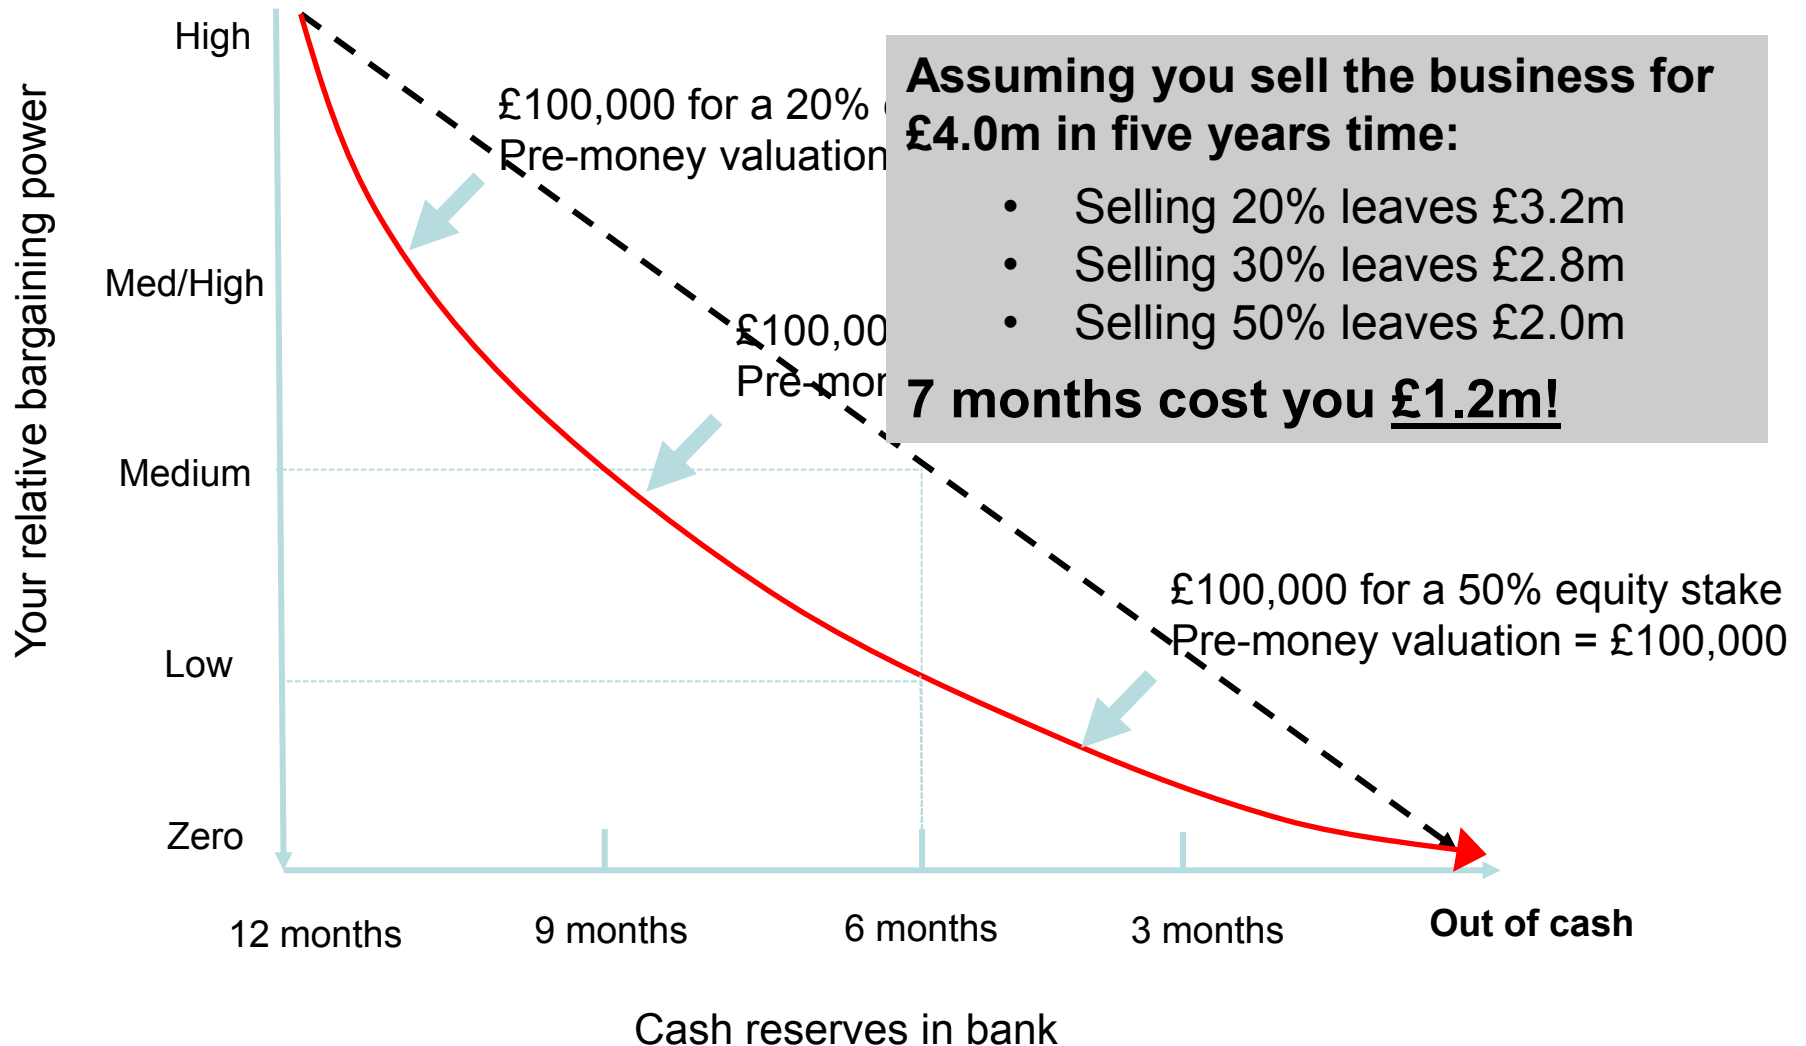 High
£100,000 for a 20%
Pre-money valuation
Assuming you sell the business for
£4.0m in five years time:
• Selling 20% leaves £3.2m
• Selling 30% leaves £2.8m
• Selling 50% leaves £2.0m
7 months cost you £1.2m!
Your relative bargaining power
Med/High
Medium
£100,000 for a 50% equity stake
Pre-money valuation = £100,000
Low
Zero
12 months
9 months
6 months
3 months
Out of cash
Cash reserves in bank